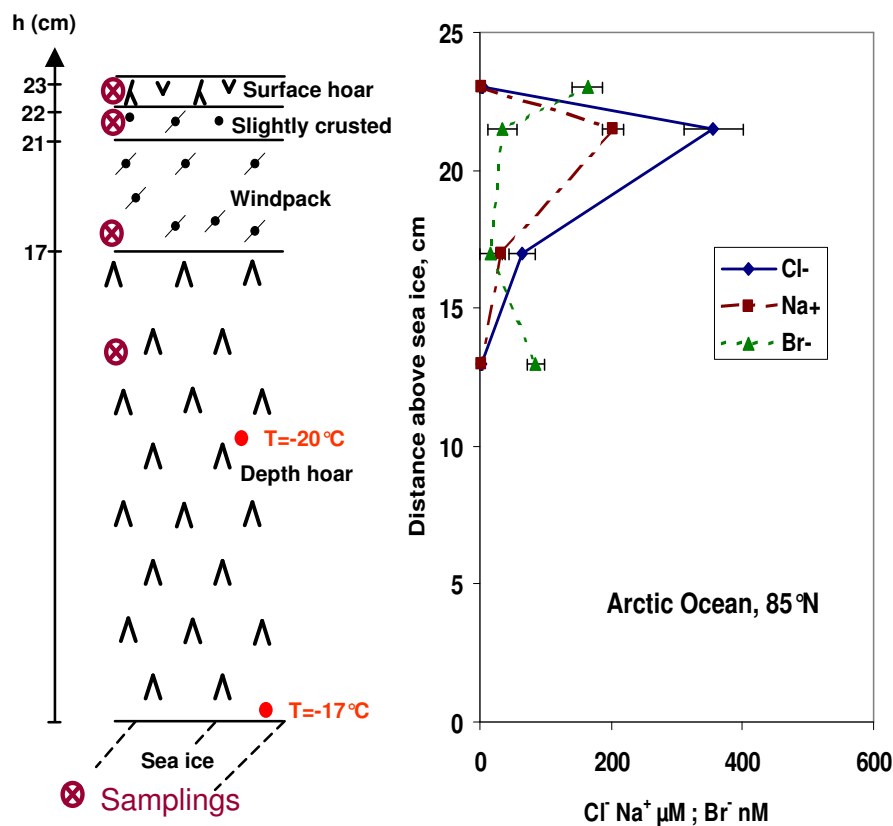 h (cm)
23
22
21
17
Surface hoar
Slightly crusted
Windpack
T=-20°C
Depth hoar
T=-17°C
Sea ice
Samplings
25
20
15
10
5
0
Distance above sea ice, cm
Cl-
Na+
Br-
Arctic Ocean, 85°N
0 200 400 600
Cl⁻ Na⁺ µM ; Br⁻ nM